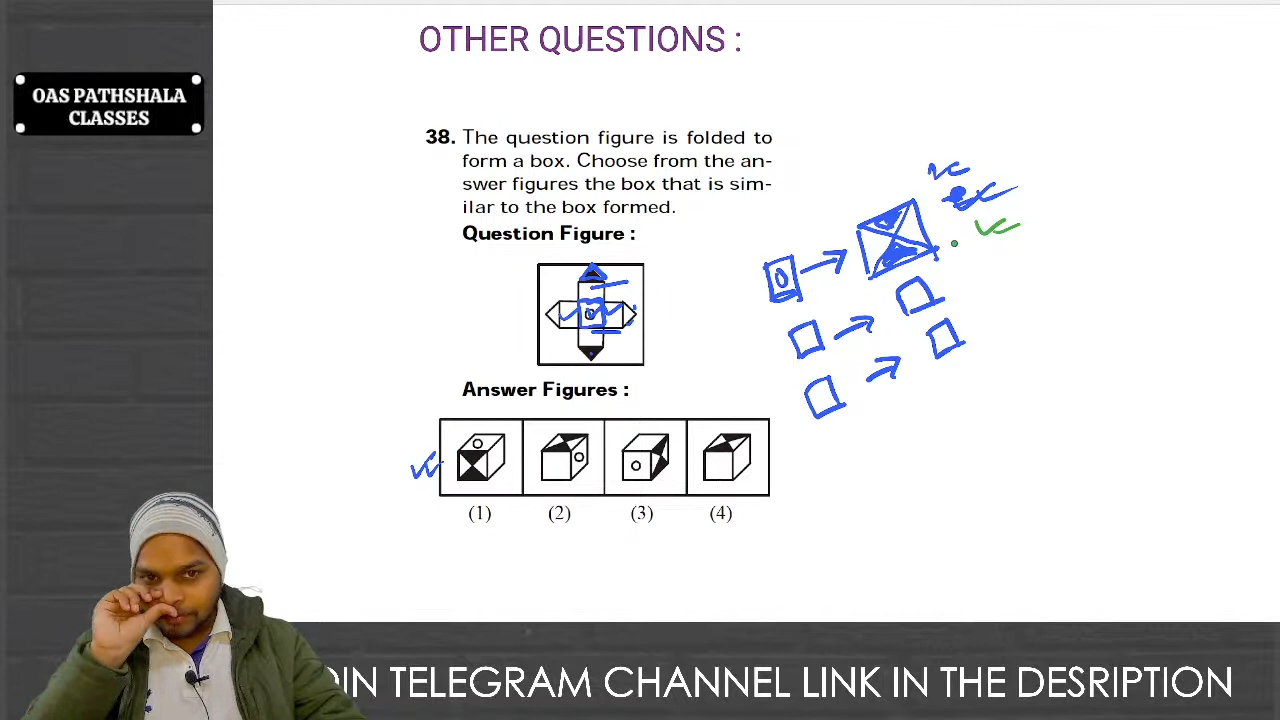 OTHER QUESTIONS :
OAS PATHSHALA
CLASSES
38. The question figure is folded to
form a box. Choose from the an-
swer figures the box that is sim-
ilar to the box formed.
Question Figure :
Answer Figures :
(1) (2) (3) (4)
OIN TELEGRAM CHANNEL LINK IN THE DESRIPTION